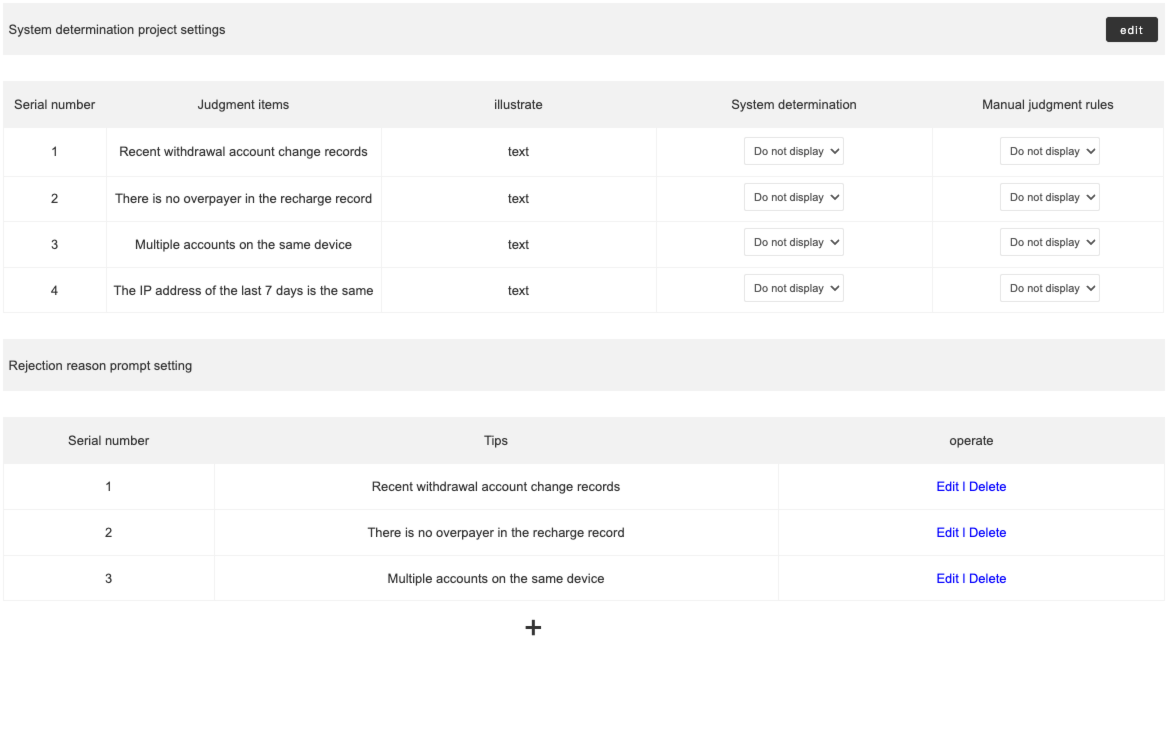 System determination project settings
edit
Serial number Judgment items illustrate System determination Manual judgment rules
1 Recent withdrawal account change records text Do not display Do not display
2 There is no overpayer in the recharge record text Do not display Do not display
3 Multiple accounts on the same device text Do not display Do not display
4 The IP address of the last 7 days is the same text Do not display Do not display
Rejection reason prompt setting
Serial number Tips operate
1 Recent withdrawal account change records Edit | Delete
2 There is no overpayer in the recharge record Edit | Delete
3 Multiple accounts on the same device Edit | Delete
+